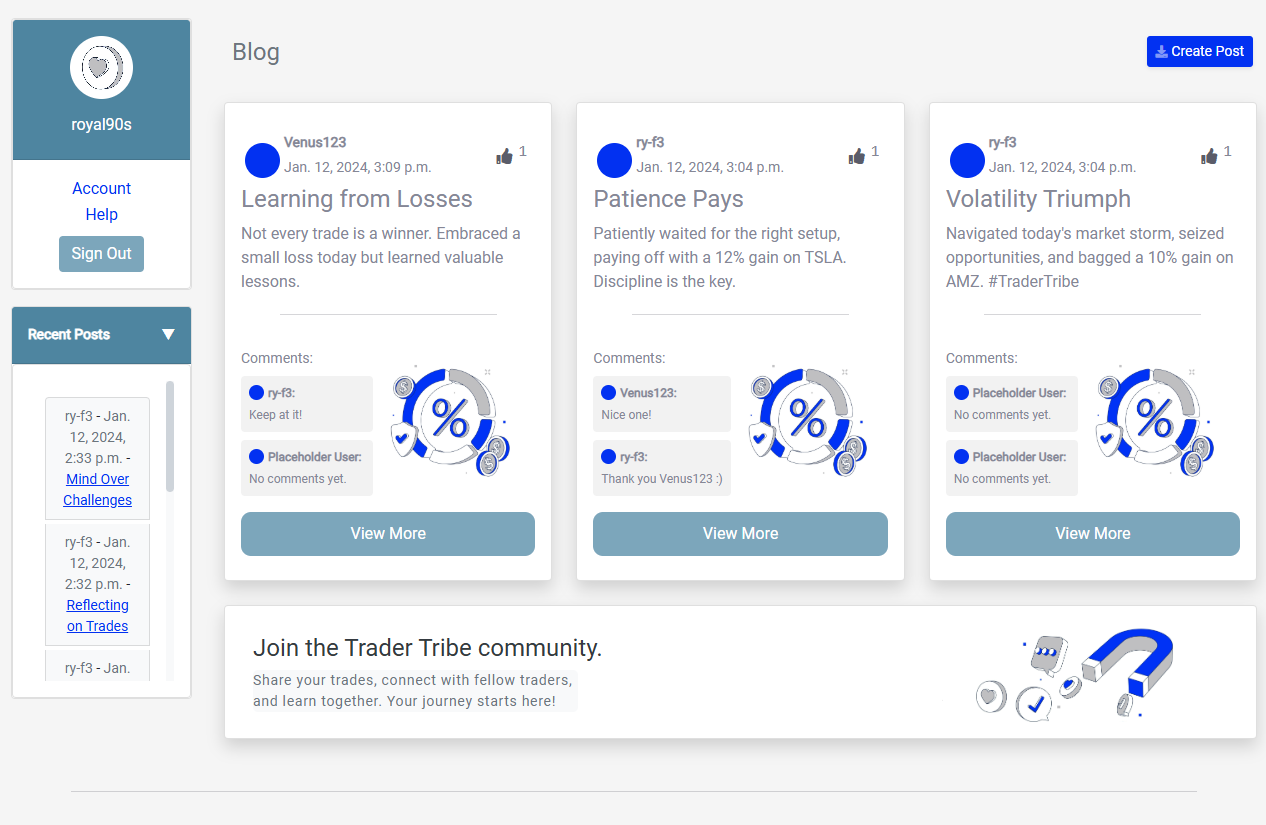 royal90s
Account
Help
Sign Out
Recent Posts
ry-f3 - Jan.
12, 2024,
2:33 p.m. -
Mind Over
Challenges
ry-f3 - Jan.
12, 2024,
2:32 p.m. -
Reflecting
on Trades
ry-f3 - Jan.
Blog
Create Post
Venus123
Jan. 12, 2024, 3:09 p.m.
1
Learning from Losses
Not every trade is a winner. Embraced a
small loss today but learned valuable
lessons.
Comments:
ry-f3:
Keep at it!
Placeholder User:
No comments yet.
$
%
$
$
View More
ry-f3
Jan. 12, 2024, 3:04 p.m.
1
Patience Pays
Patiently waited for the right setup,
paying off with a 12% gain on TSLA.
Discipline is the key.
Comments:
Venus123:
Nice one!
ry-f3:
Thank you Venus123 :)
$
%
$
$
View More
ry-f3
Jan. 12, 2024, 3:04 p.m.
1
Volatility Triumph
Navigated today's market storm, seized
opportunities, and bagged a 10% gain on
AMZ. #TraderTribe
Comments:
Placeholder User:
No comments yet.
Placeholder User:
No comments yet.
$
%
$
$
View More
Join the Trader Tribe community.
Share your trades, connect with fellow traders,
and learn together. Your journey starts here!